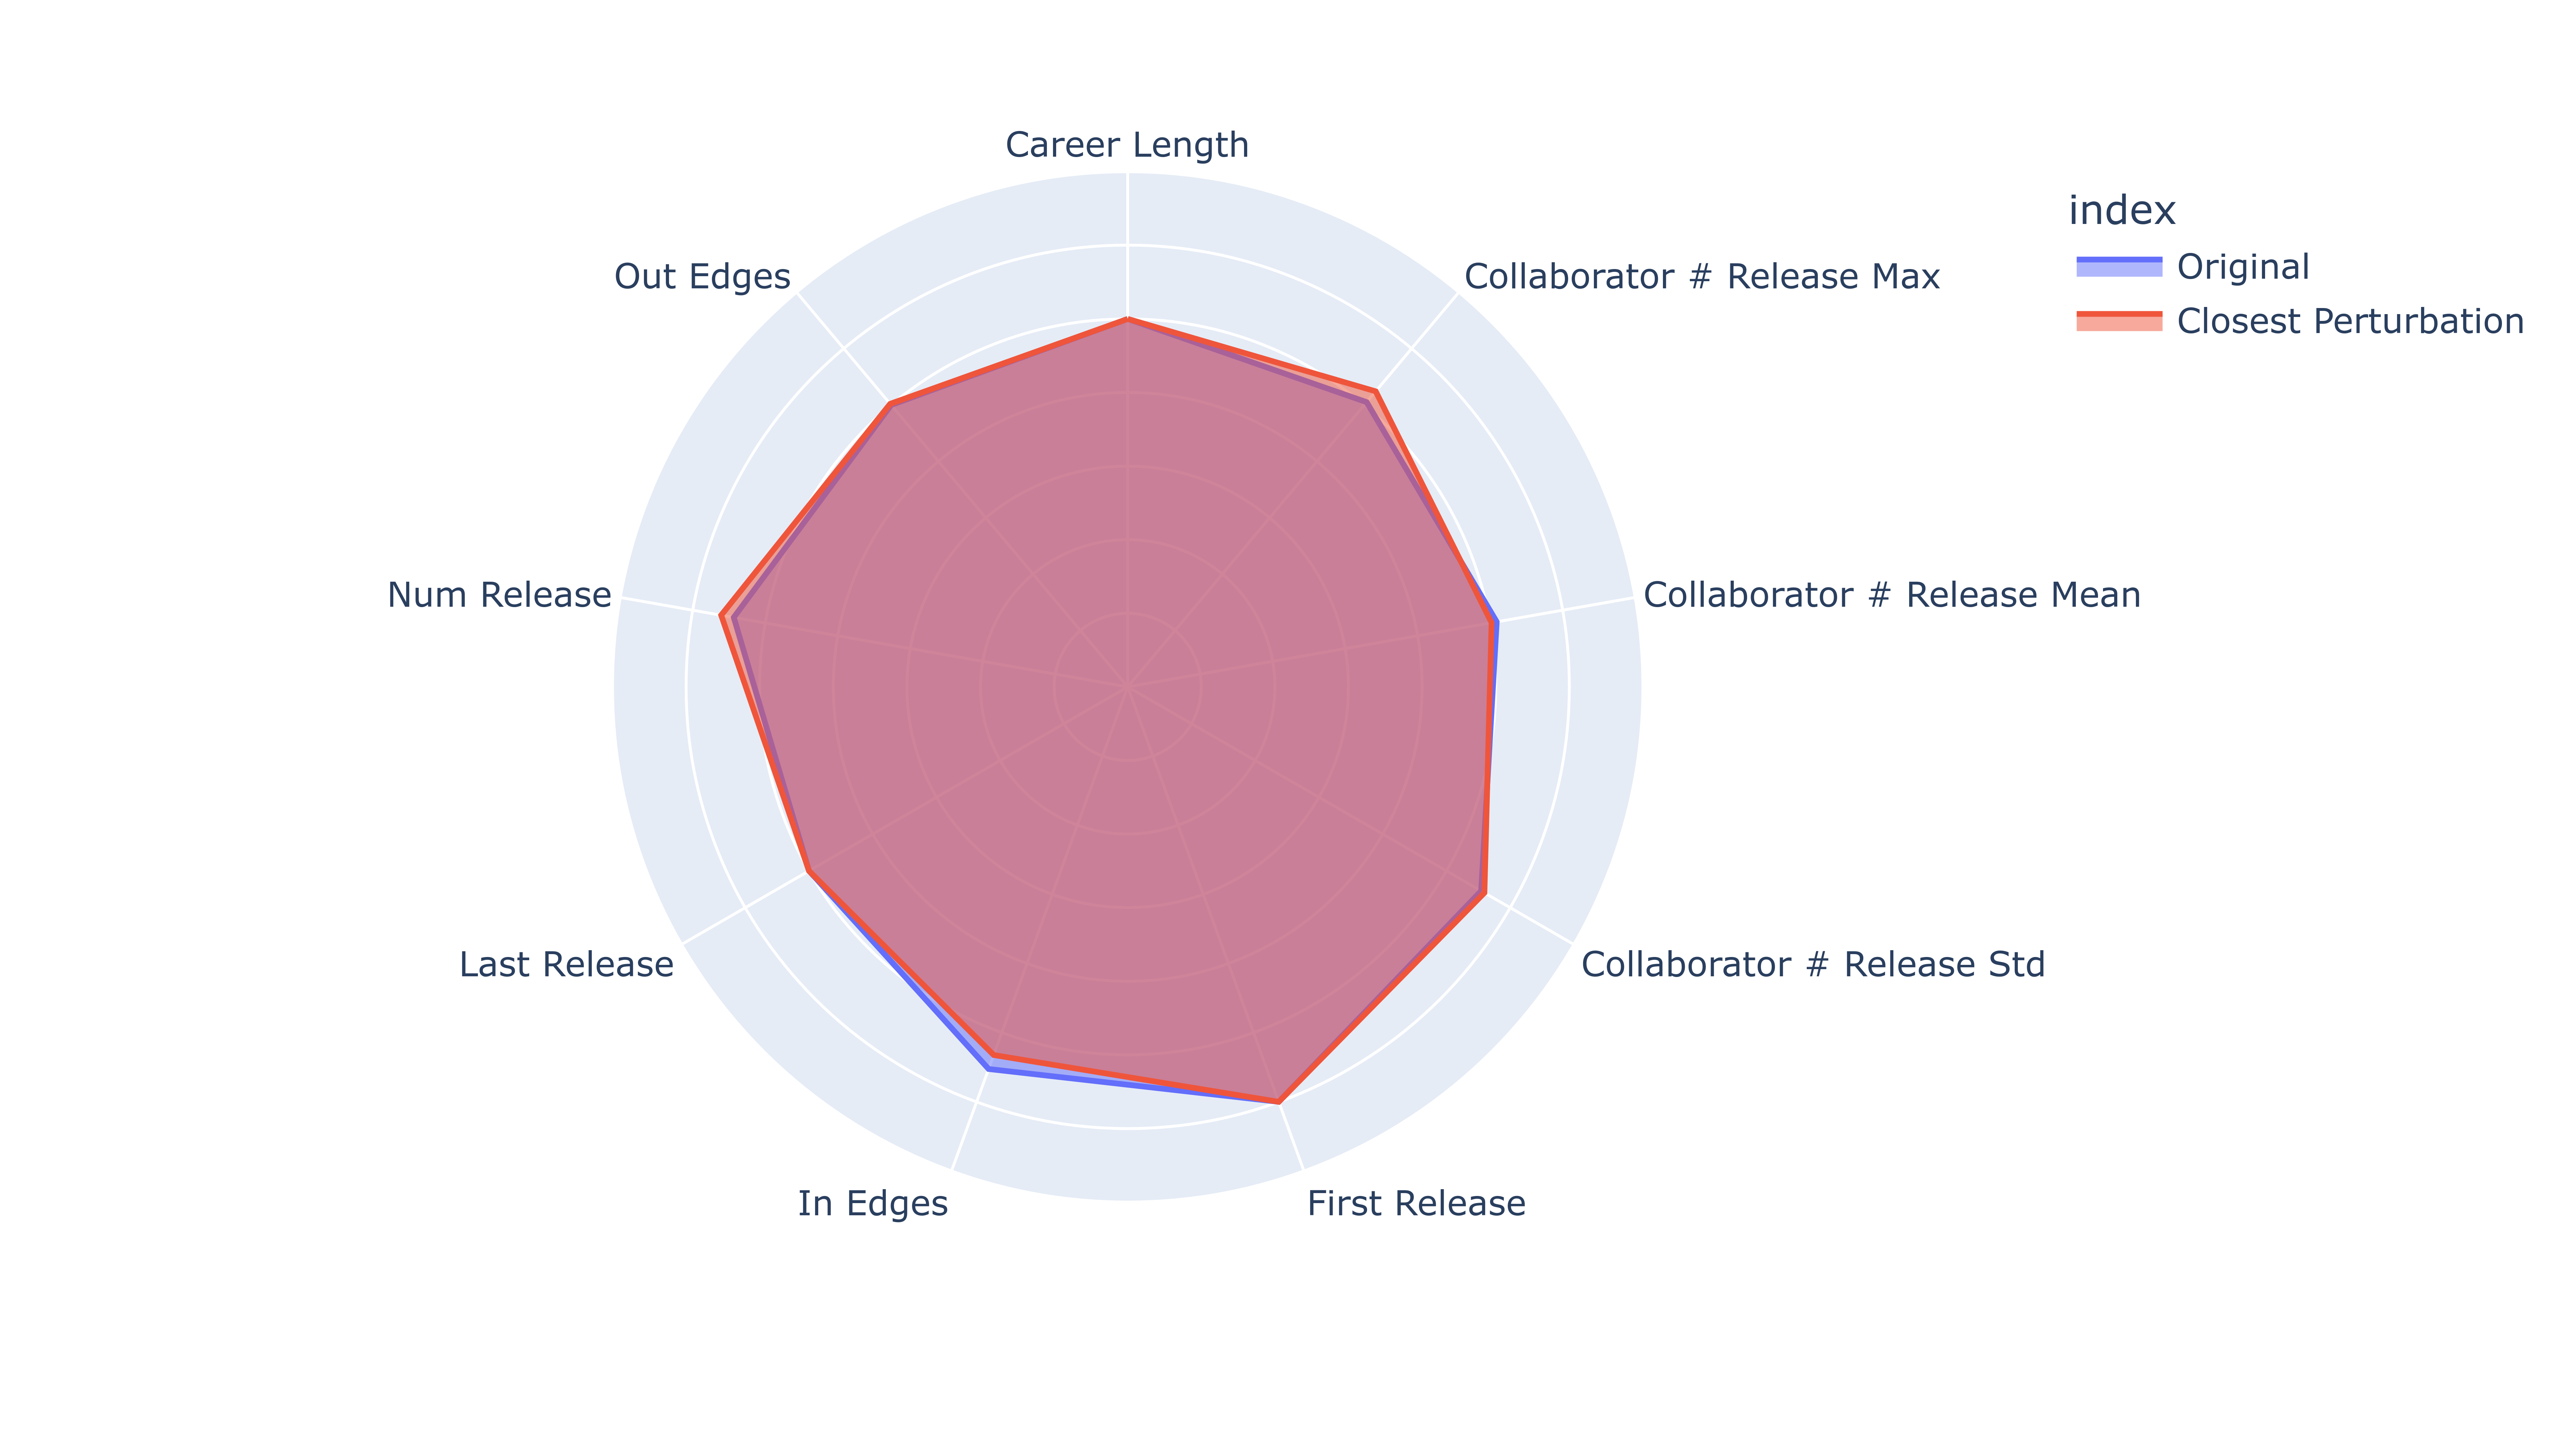 Career Length
Out Edges
Collaborator # Release Max
index
Original
Closest Perturbation
Num Release
Collaborator # Release Mean
Last Release
Collaborator # Release Std
In Edges
First Release